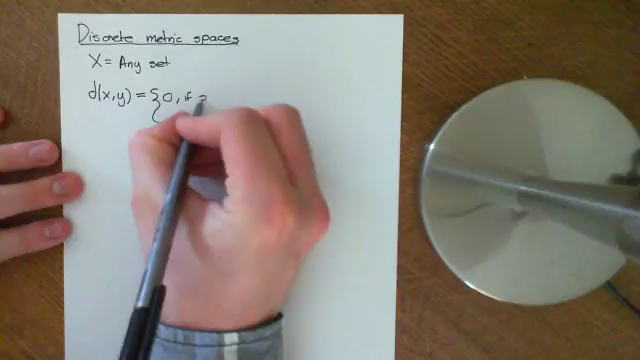 Discrete metric spaces
X = Any set
d(x,y) = { 0, if